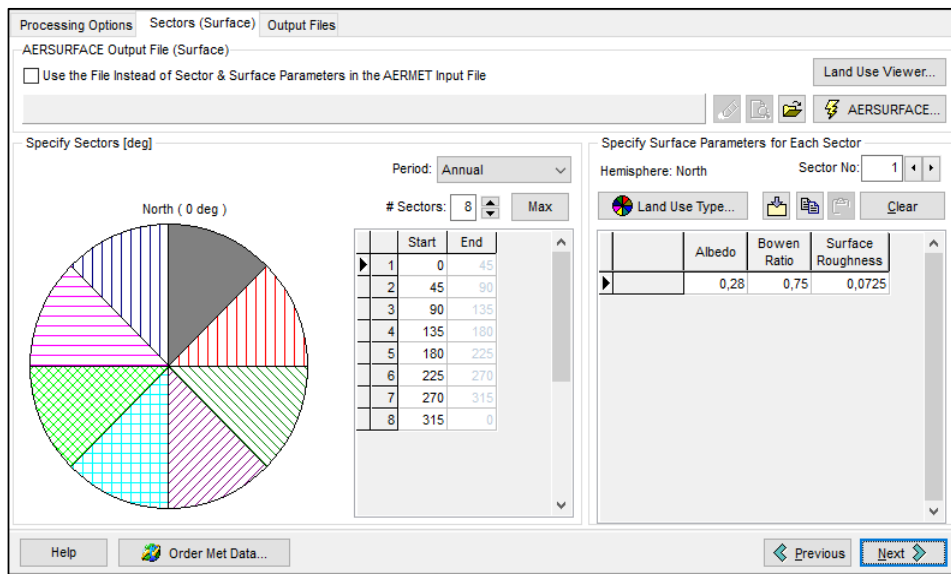 Processing Options Sectors (Surface) Output Files
AERSURFACE Output File (Surface)
Use the File Instead of Sector & Surface Parameters in the AERMET Input File
Land Use Viewer...
AERSURFACE...
Specify Sectors [deg]
Period: Annual
North ( 0 deg )
# Sectors: 8 Max
Start End
1 0 45
2 45 90
3 90 135
4 135 180
5 180 225
6 225 270
7 270 315
8 315 0
Specify Surface Parameters for Each Sector
Hemisphere: North Sector No: 1
Land Use Type... Clear
Albedo Bowen Ratio Surface Roughness
0,28 0,75 0,0725
Help Order Met Data... Previous Next